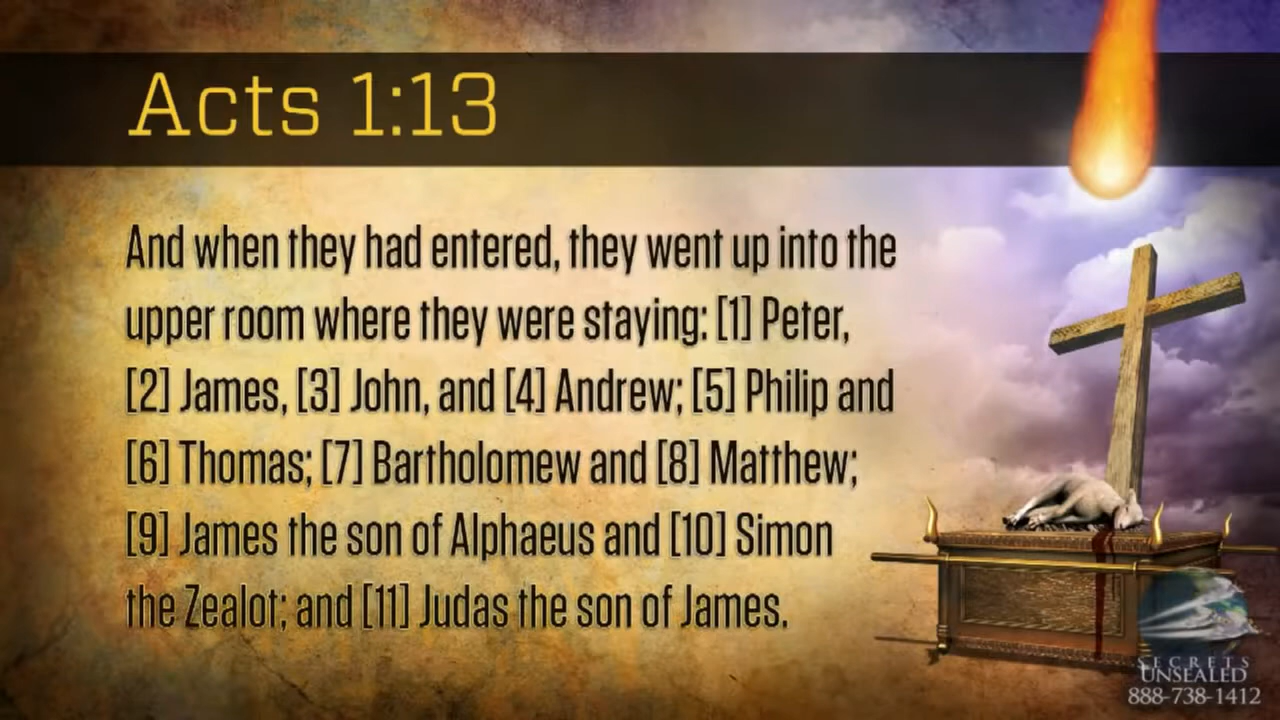 Acts 1:13
And when they had entered, they went up into the
upper room where they were staying: [1] Peter,
[2] James, [3] John, and [4] Andrew; [5] Philip and
[6] Thomas; [7] Bartholomew and [8] Matthew;
[9] James the son of Alphaeus and [10] Simon
the Zealot; and [11] Judas the son of James.
SECRETS
UNSEALED
888-738-1412